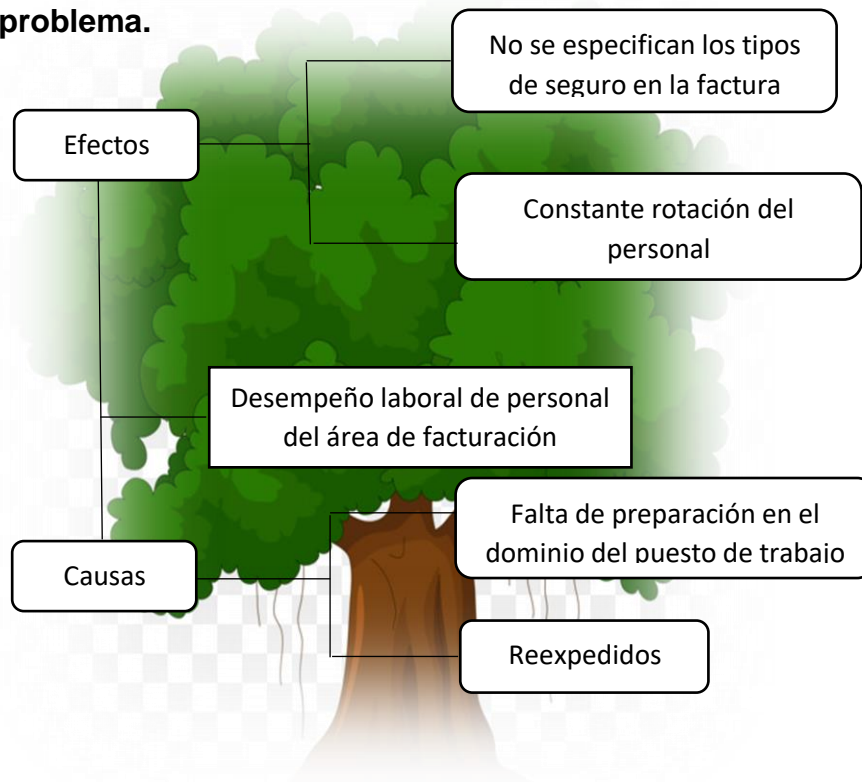 problema.
No se especifican los tipos
de seguro en la factura
Efectos
Constante rotación del
personal
Desempeño laboral de personal
del área de facturación
Falta de preparación en el
dominio del puesto de trabajo
Causas
Reexpedidos